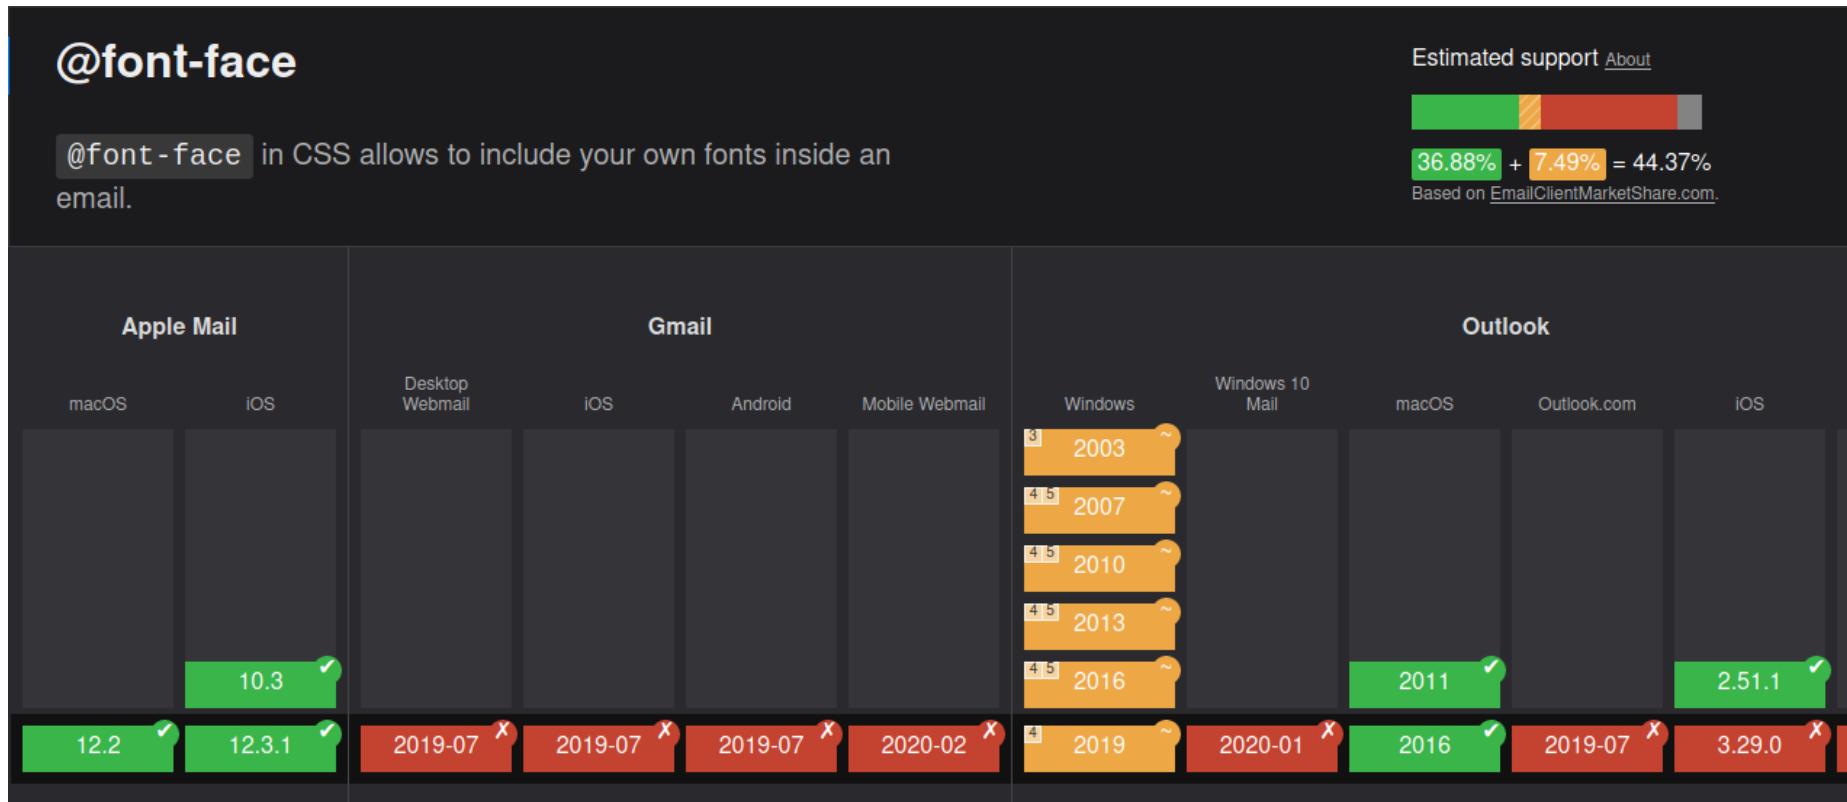 @font-face
Estimated support About
@font-face in CSS allows to include your own fonts inside an
email.
36.88% + 7.49% = 44.37%
Based on EmailClientMarketShare.com.
Apple Mail
Gmail
Outlook
macOS
iOS
Desktop
Webmail
iOS
Android
Mobile Webmail
Windows
Windows 10
Mail
macOS
Outlook.com
iOS
3 2003 ~
4 5 2007 ~
4 5 2010 ~
4 5 2013 ~
10.3 ✔
4 5 2016 ~
2011 ✔
2.51.1 ✔
12.2 ✔
12.3.1 ✔
2019-07 ✗
2019-07 ✗
2019-07 ✗
2020-02 ✗
4 2019 ~
2020-01 ✗
2016 ✔
2019-07 ✗
3.29.0 ✗